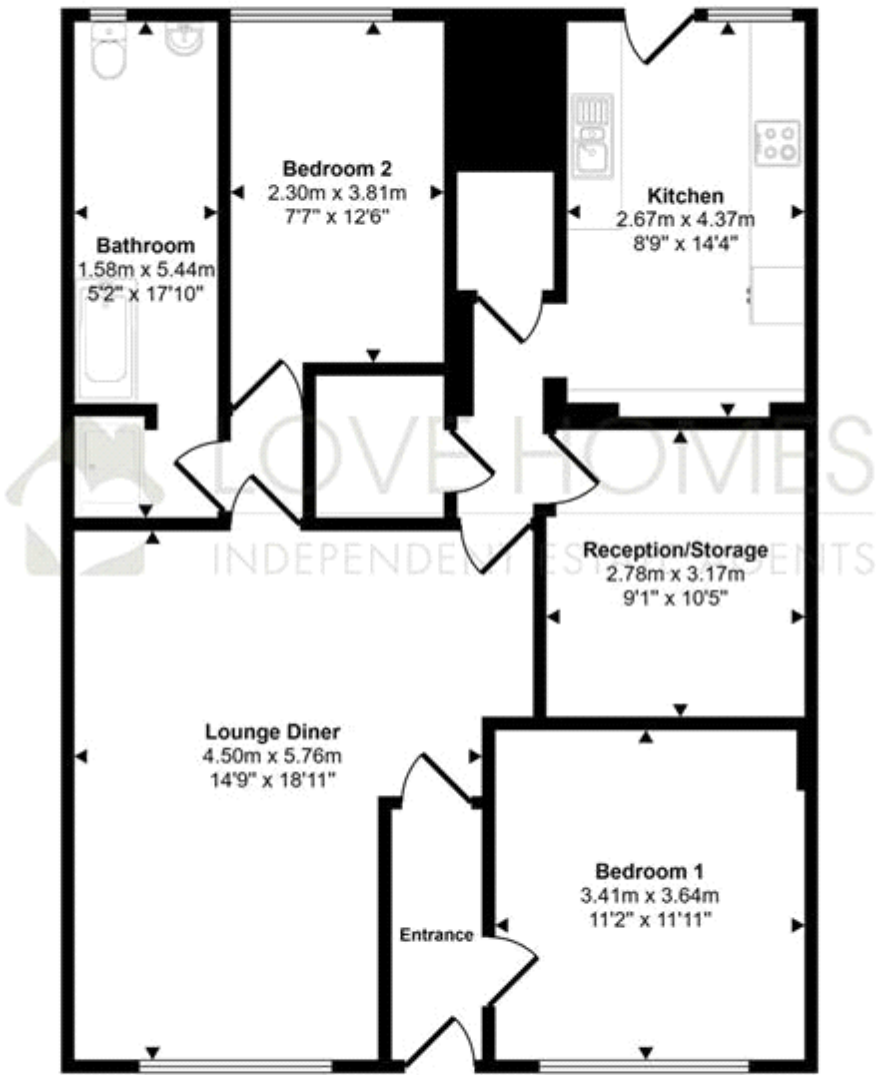 Bedroom 2
2.30m x 3.81m
7'7" x 12'6"
Kitchen
2.67m x 4.37m
8'9" x 14'4"
Bathroom
1.58m x 5.44m
5'2" x 17'10"
LOVE HOMES
INDEPENDENT ESTATE AGENTS
Reception/Storage
2.78m x 3.17m
9'1" x 10'5"
Lounge Diner
4.50m x 5.76m
14'9" x 18'11"
Bedroom 1
3.41m x 3.64m
11'2" x 11'11"
Entrance